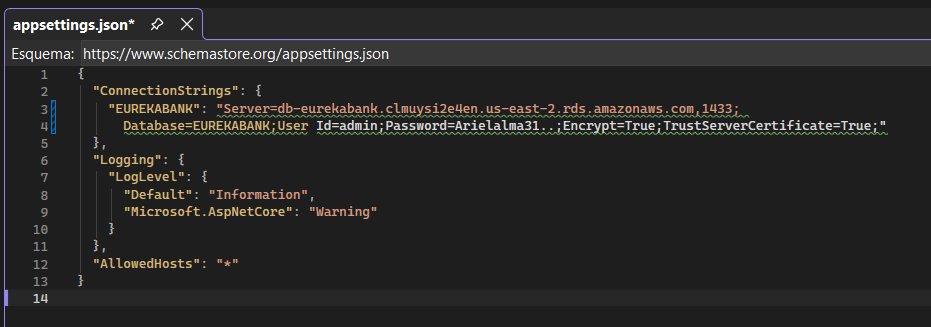 appsettings.json*
Esquema: https://www.schemastore.org/appsettings.json
1 {
2 "ConnectionStrings": {
3 "EUREKABANK": "Server=db-eurekabank.clmuysi2e4en.us-east-2.rds.amazonaws.com,1433;
4 Database=EUREKABANK;User Id=admin;Password=Arielalma31..;Encrypt=True;TrustServerCertificate=True;"
5 },
6 "Logging": {
7 "LogLevel": {
8 "Default": "Information",
9 "Microsoft.AspNetCore": "Warning"
10 }
11 },
12 "AllowedHosts": "*"
13 }
14